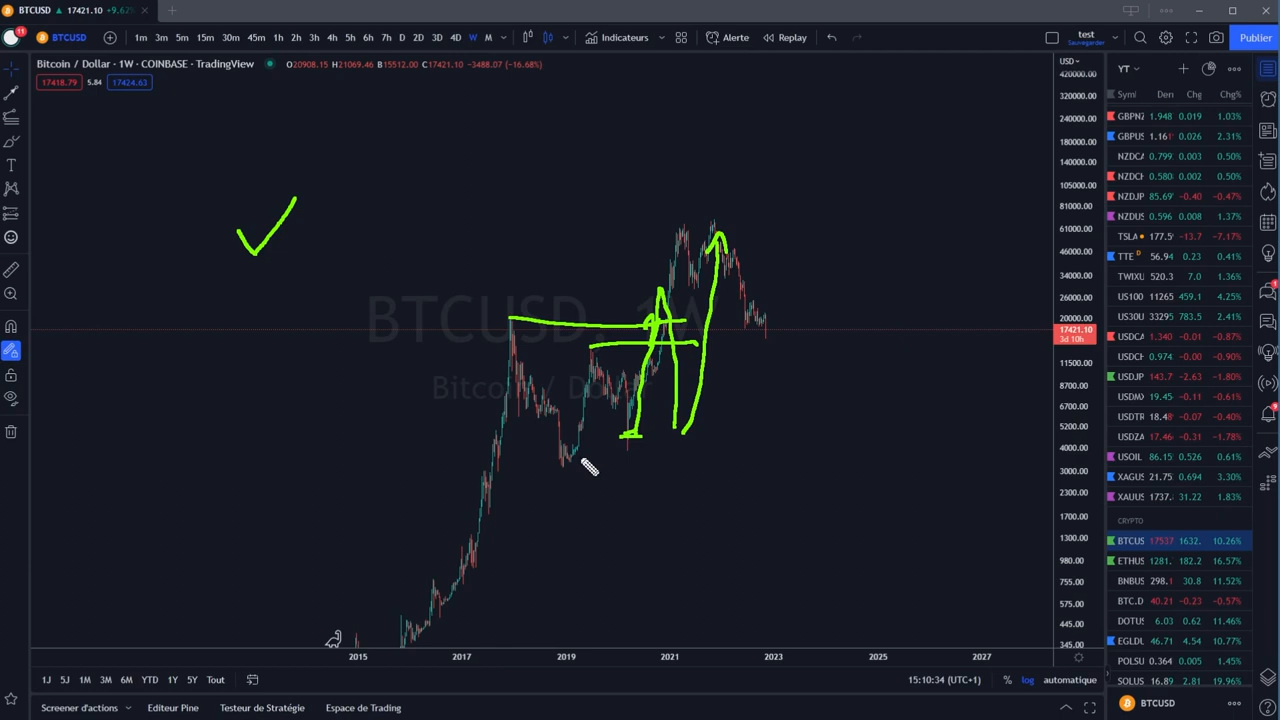 BTCUSD ▲ 17421.10 +9.62%
11 BTCUSD 1m 3m 5m 15m 30m 45m 1h 2h 3h 4h 5h 6h 7h D 2D 3D 4D W M Indicateurs Alerte Replay test Sauvegarder Publier
Bitcoin / Dollar · 1W · COINBASE · TradingView O20908.15 H21069.46 B15512.00 C17421.10 −3488.07 (−16.68%)
17418.79 5.84 17424.63
BTCUSD, 1W
Bitcoin / Dollar
USD
420000.00
320000.00
240000.00
180000.00
140000.00
105000.00
81000.00
61000.00
46000.00
34000.00
26000.00
20000.00
17421.10
3d 10h
11500.00
8700.00
6700.00
5200.00
4000.00
3000.00
2300.00
1700.00
1300.00
980.00
755.00
575.00
445.00
345.00
2015 2017 2019 2021 2023 2025 2027
1J 5J 1M 3M 6M YTD 1Y 5Y Tout 15:10:34 (UTC+1) % log automatique
Screener d'actions Editeur Pine Testeur de Stratégie Espace de Trading
YT
Syml Den Chg Chg%
GBPNZ 1.948 0.019 1.03%
GBPUS 1.161 0.026 2.31%
NZDCA 0.799 0.003 0.50%
NZDCH 0.580 0.002 0.50%
NZDJP 85.69 −0.40 −0.47%
NZDUS 0.596 0.008 1.37%
TSLA 177.5 −13.7 −7.17%
TTE D 56.94 0.23 0.41%
TWIXU 520.3 7.0 1.36%
US100 11265 459.1 4.25%
US30U 33295 783.5 2.41%
USDCA 1.340 −0.01 −0.90%
USDCH 0.974 −0.00 −0.90%
USDJP 143.7 −2.63 −1.80%
USDMX 19.45 −0.11 −0.61%
USDTR 18.48 −0.07 −0.40%
USDZA 17.46 −0.31 −1.78%
USOIL 86.15 0.526 0.61%
XAGUS 21.75 0.694 3.30%
XAUUS 1737. 31.22 1.83%
CRYPTO
BTCUS 17537 1632. 10.26%
ETHUS 1281. 182.2 16.57%
BNBUS 298.1 30.8 11.52%
BTC.D 40.21 −0.23 −0.57%
DOTUS 6.03 0.62 11.46%
EGLDU 46.71 4.54 10.77%
POLSU 0.364 0.005 1.45%
SOLUS 16.89 2.81 19.96%
BTCUSD